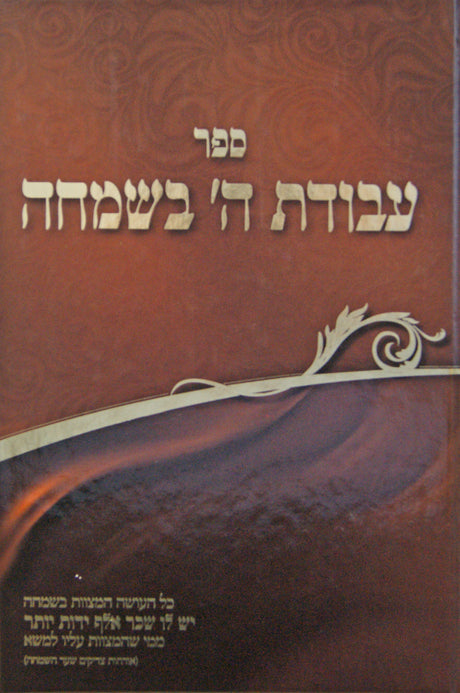 ספר
עבודת ה' בשמחה
כל העושה המצוות בשמחה
יש לו שכר אלף ידות יותר
ממי שהמצוות עליו למשא
(אורחות צדיקים שער השמחה)